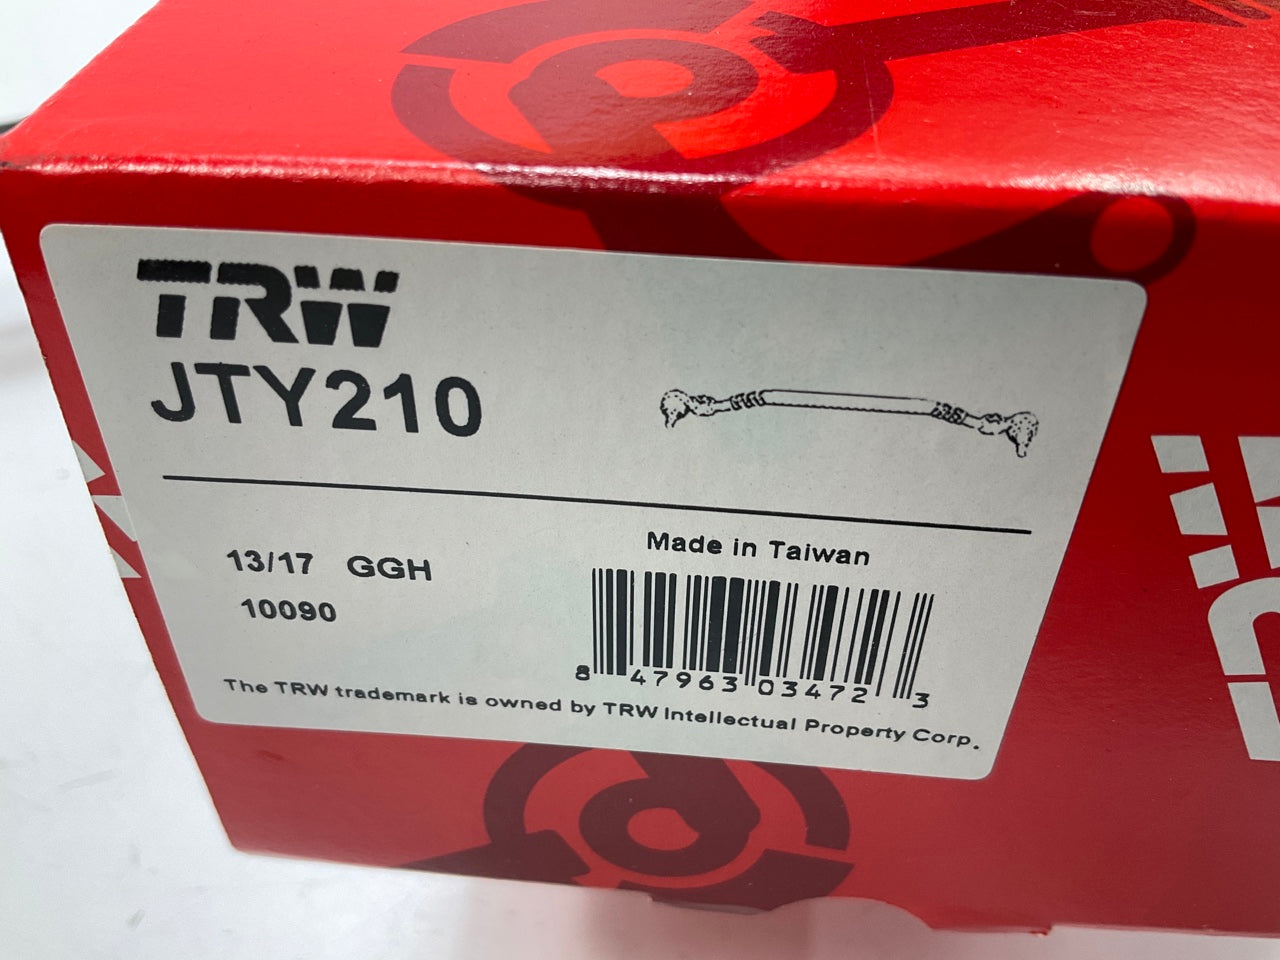 TRW
JTY210
Made in Taiwan
13/17 GGH
10090
8 47963 03472 3
The TRW trademark is owned by TRW Intellectual Property Corp.